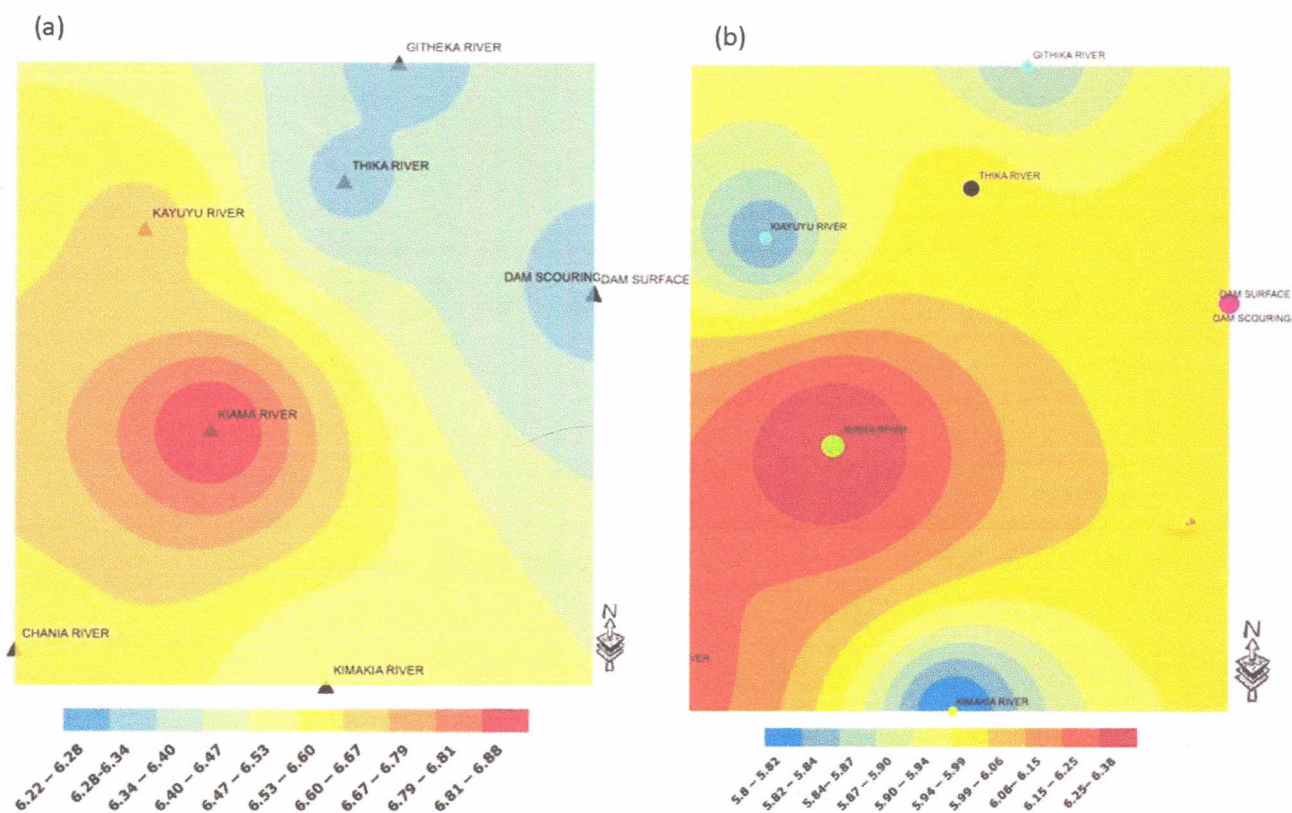 (a)
GITHEKA RIVER
THIKA RIVER
KAYUYU RIVER
DAM SCOURING DAM SURFACE
KIAMA RIVER
CHANIA RIVER
KIMAKIA RIVER
N
6.22 – 6.28
6.28-6.34
6.34 – 6.40
6.40 – 6.47
6.47 – 6.53
6.53 – 6.60
6.60 – 6.67
6.67 – 6.79
6.79 – 6.81
6.81 – 6.88
(b)
GITHIKA RIVER
THIKA RIVER
KIAYUYU RIVER
DAM SURFACE
DAM SCOURING
VER
KIMAKIA RIVER
N
5.8 – 5.82
5.82 – 5.84
5.84– 5.87
5.87 – 5.90
5.90 – 5.94
5.94 – 5.99
5.99 – 6.06
6.06– 6.15
6.15 – 6.25
6.25– 6.38